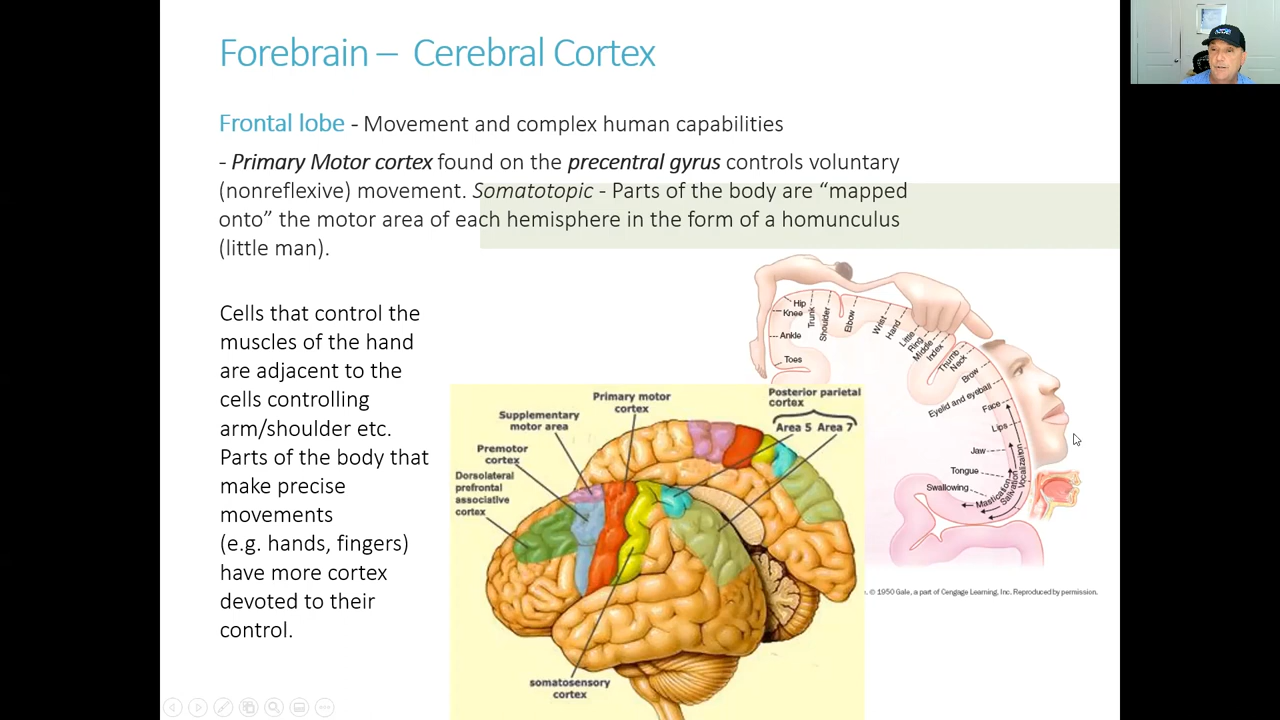 Forebrain – Cerebral Cortex
Frontal lobe - Movement and complex human capabilities
- Primary Motor cortex found on the precentral gyrus controls voluntary
(nonreflexive) movement. Somatotopic - Parts of the body are “mapped
onto” the motor area of each hemisphere in the form of a homunculus
(little man).
Cells that control the
muscles of the hand
are adjacent to the
cells controlling
arm/shoulder etc.
Parts of the body that
make precise
movements
(e.g. hands, fingers)
have more cortex
devoted to their
control.
Primary motor
cortex
Supplementary
motor area
Premotor
cortex
Dorsolateral
prefrontal
associative
cortex
Posterior parietal
cortex
Area 5 Area 7
somatosensory
cortex
Hip
Knee
Ankle
Toes
Trunk
Shoulder
Elbow
Wrist
Hand
Little
Ring
Middle
Index
Thumb
Neck
Brow
Eyelid and eyeball
Face
Lips
Jaw
Tongue
Swallowing
Mastication
Salivation
Vocalization
© 1950 Gale, a part of Cengage Learning, Inc. Reproduced by permission.